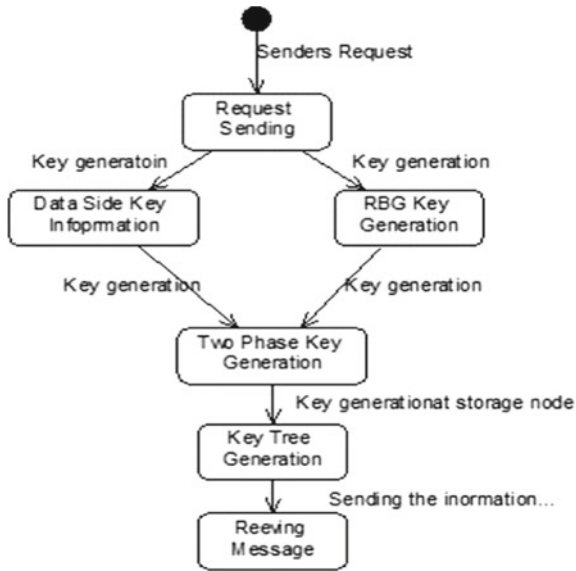 Senders Request
Request
Sending
Key generatoin
Key generation
Data Side Key
Infoprmation
RBG Key
Generation
Key generation
Key generation
Two Phase Key
Generation
Key generationat storage node
Key Tree
Generation
Sending the inormation...
Reeving
Message